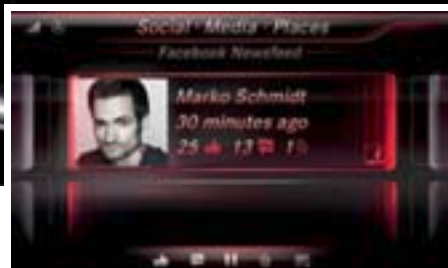 Social · Media · Places
Facebook Newsfeed
Marko Schmidt
30 minutes ago
25 13 1